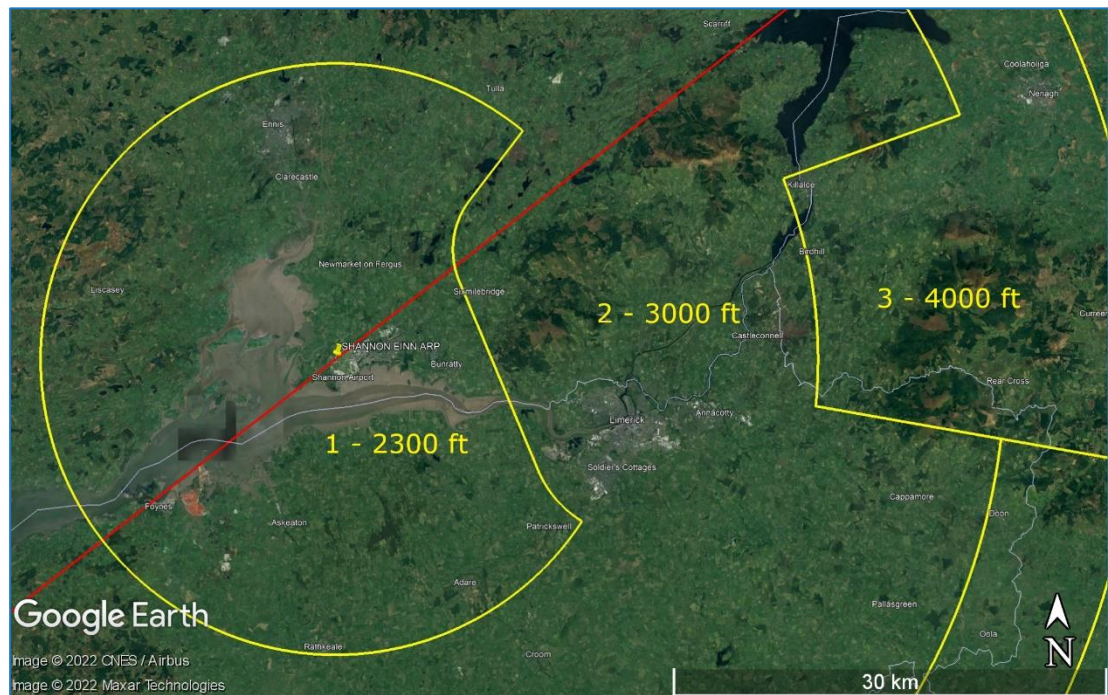 Scarriff
Coolaholiga
Nenagh
Tulla
Ennis
Clarecastle
Killaloe
Newmarket on Fergus
Birdhill
Liscasey
Sixmilebridge
3 - 4000 ft
2 - 3000 ft
Castleconnell
SHANNON EINN ARP
Bunratty
Shannon Airport
Rear Cross
Annacotty
Limerick
1 - 2300 ft
Soldier's Cottages
Cappamore
Foynes
Doon
Askeaton
Patrickswell
Adare
Pallasgreen
Google Earth
Oola
N
Rathkeale
Croom
Image © 2022 CNES / Airbus
Image © 2022 Maxar Technologies
30 km